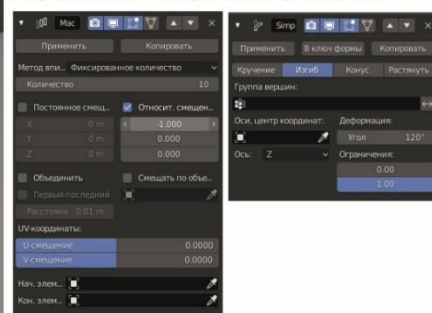 Мас
Применить Копировать
Метод впи... Фиксированное количество
Количество 10
Постоянное смещ... Относит. смещен...
X 0 m -1.000
Y 0 m 0.000
Z 0 m 0.000
Объединить Смещать по объе...
Первый-последний
Расстояни 0.01 m
UV-координаты:
U-смещение 0.0000
V-смещение 0.0000
Нач. элем...
Кон. элем...
Simp
Применить В ключ формы Копировать
Кручение Изгиб Конус Растянуть
Группа вершин:
Оси, центр координат: Деформация:
Угол 120°
Ось: Z Ограничения:
0.00
1.00